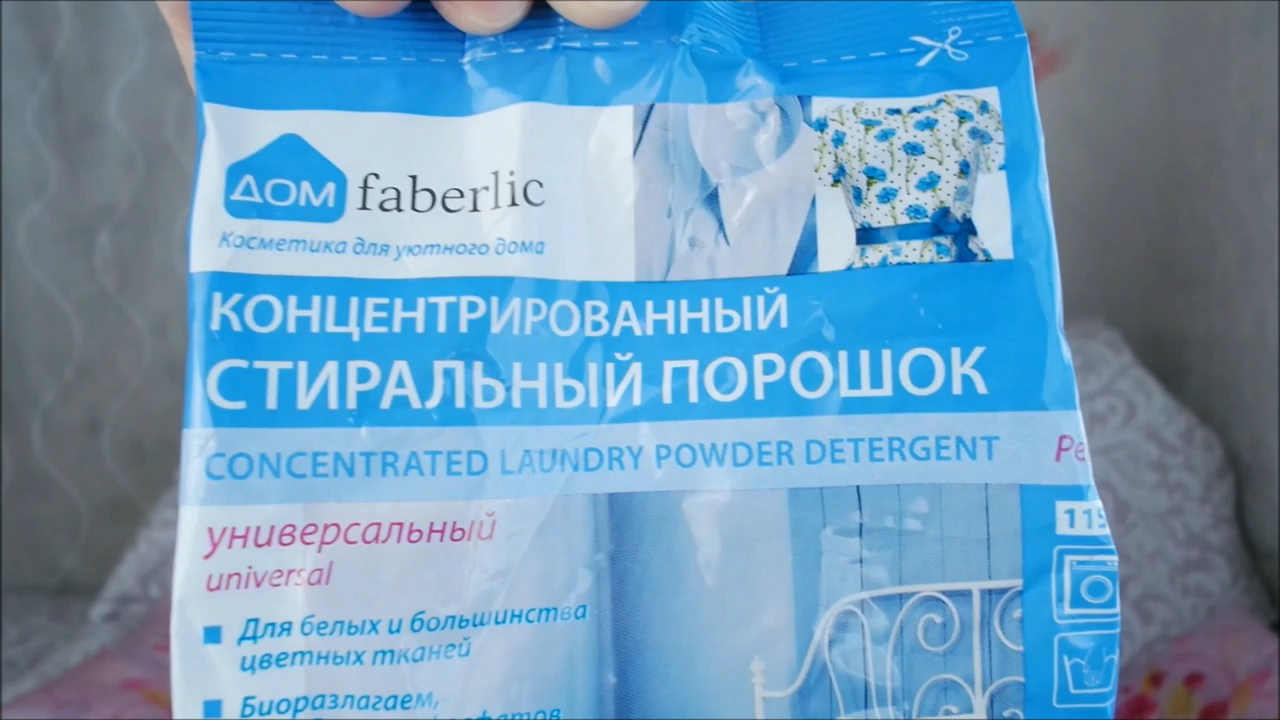 ДОМ faberlic
Косметика для уютного дома
КОНЦЕНТРИРОВАННЫЙ
СТИРАЛЬНЫЙ ПОРОШОК
CONCENTRATED LAUNDRY POWDER DETERGENT
универсальный
universal
Для белых и большинства
цветных тканей
Биоразлагаем,